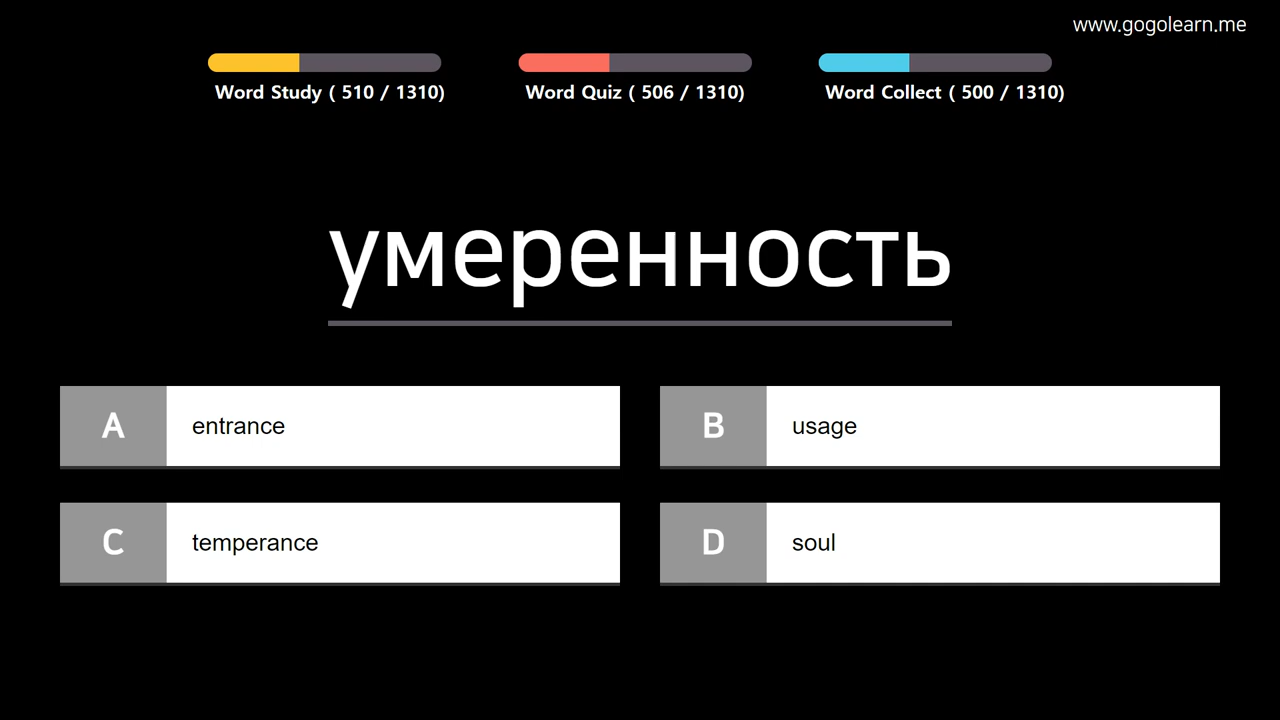 www.gogolearn.me
Word Study ( 510 / 1310)
Word Quiz ( 506 / 1310)
Word Collect ( 500 / 1310)
умеренность
A entrance
B usage
C temperance
D soul